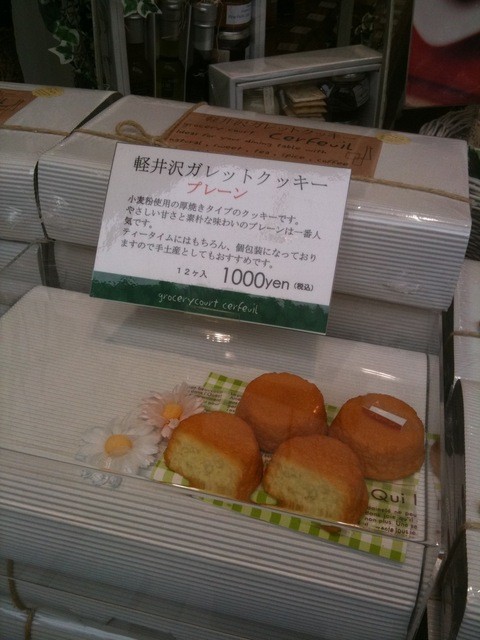 cerfeuil
軽井沢ガレットクッキー
プレーン
小麦粉使用の厚焼きタイプのクッキーです。
やさしい甘さと素朴な味わいのプレーンは一番人
気です。
ティータイムにはもちろん、個包装になっており
ますので手土産としてもおすすめです。
12ヶ入 1000yen (税込)
grocerycourt cerfeuil
Qui l